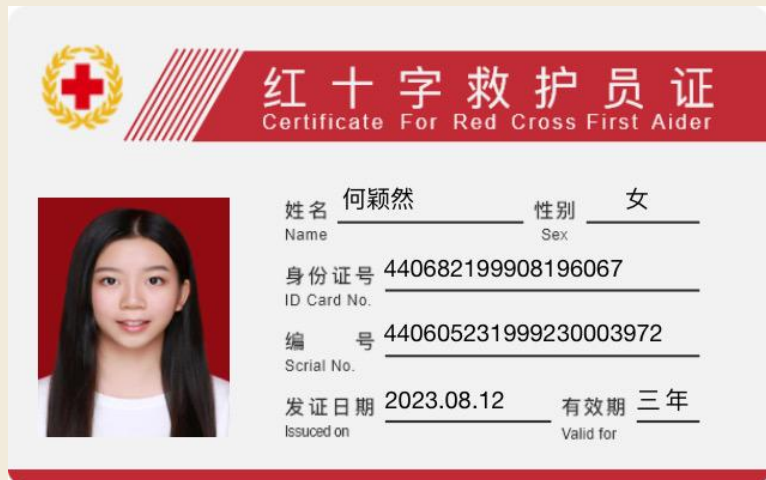 红十字救护员证
Certificate For Red Cross First Aider
姓名 何颖然 性别 女
Name Sex
身份证号 440682199908196067
ID Card No.
编号 440605231999230003972
Scrial No.
发证日期 2023.08.12 有效期 三年
Issuced on Valid for